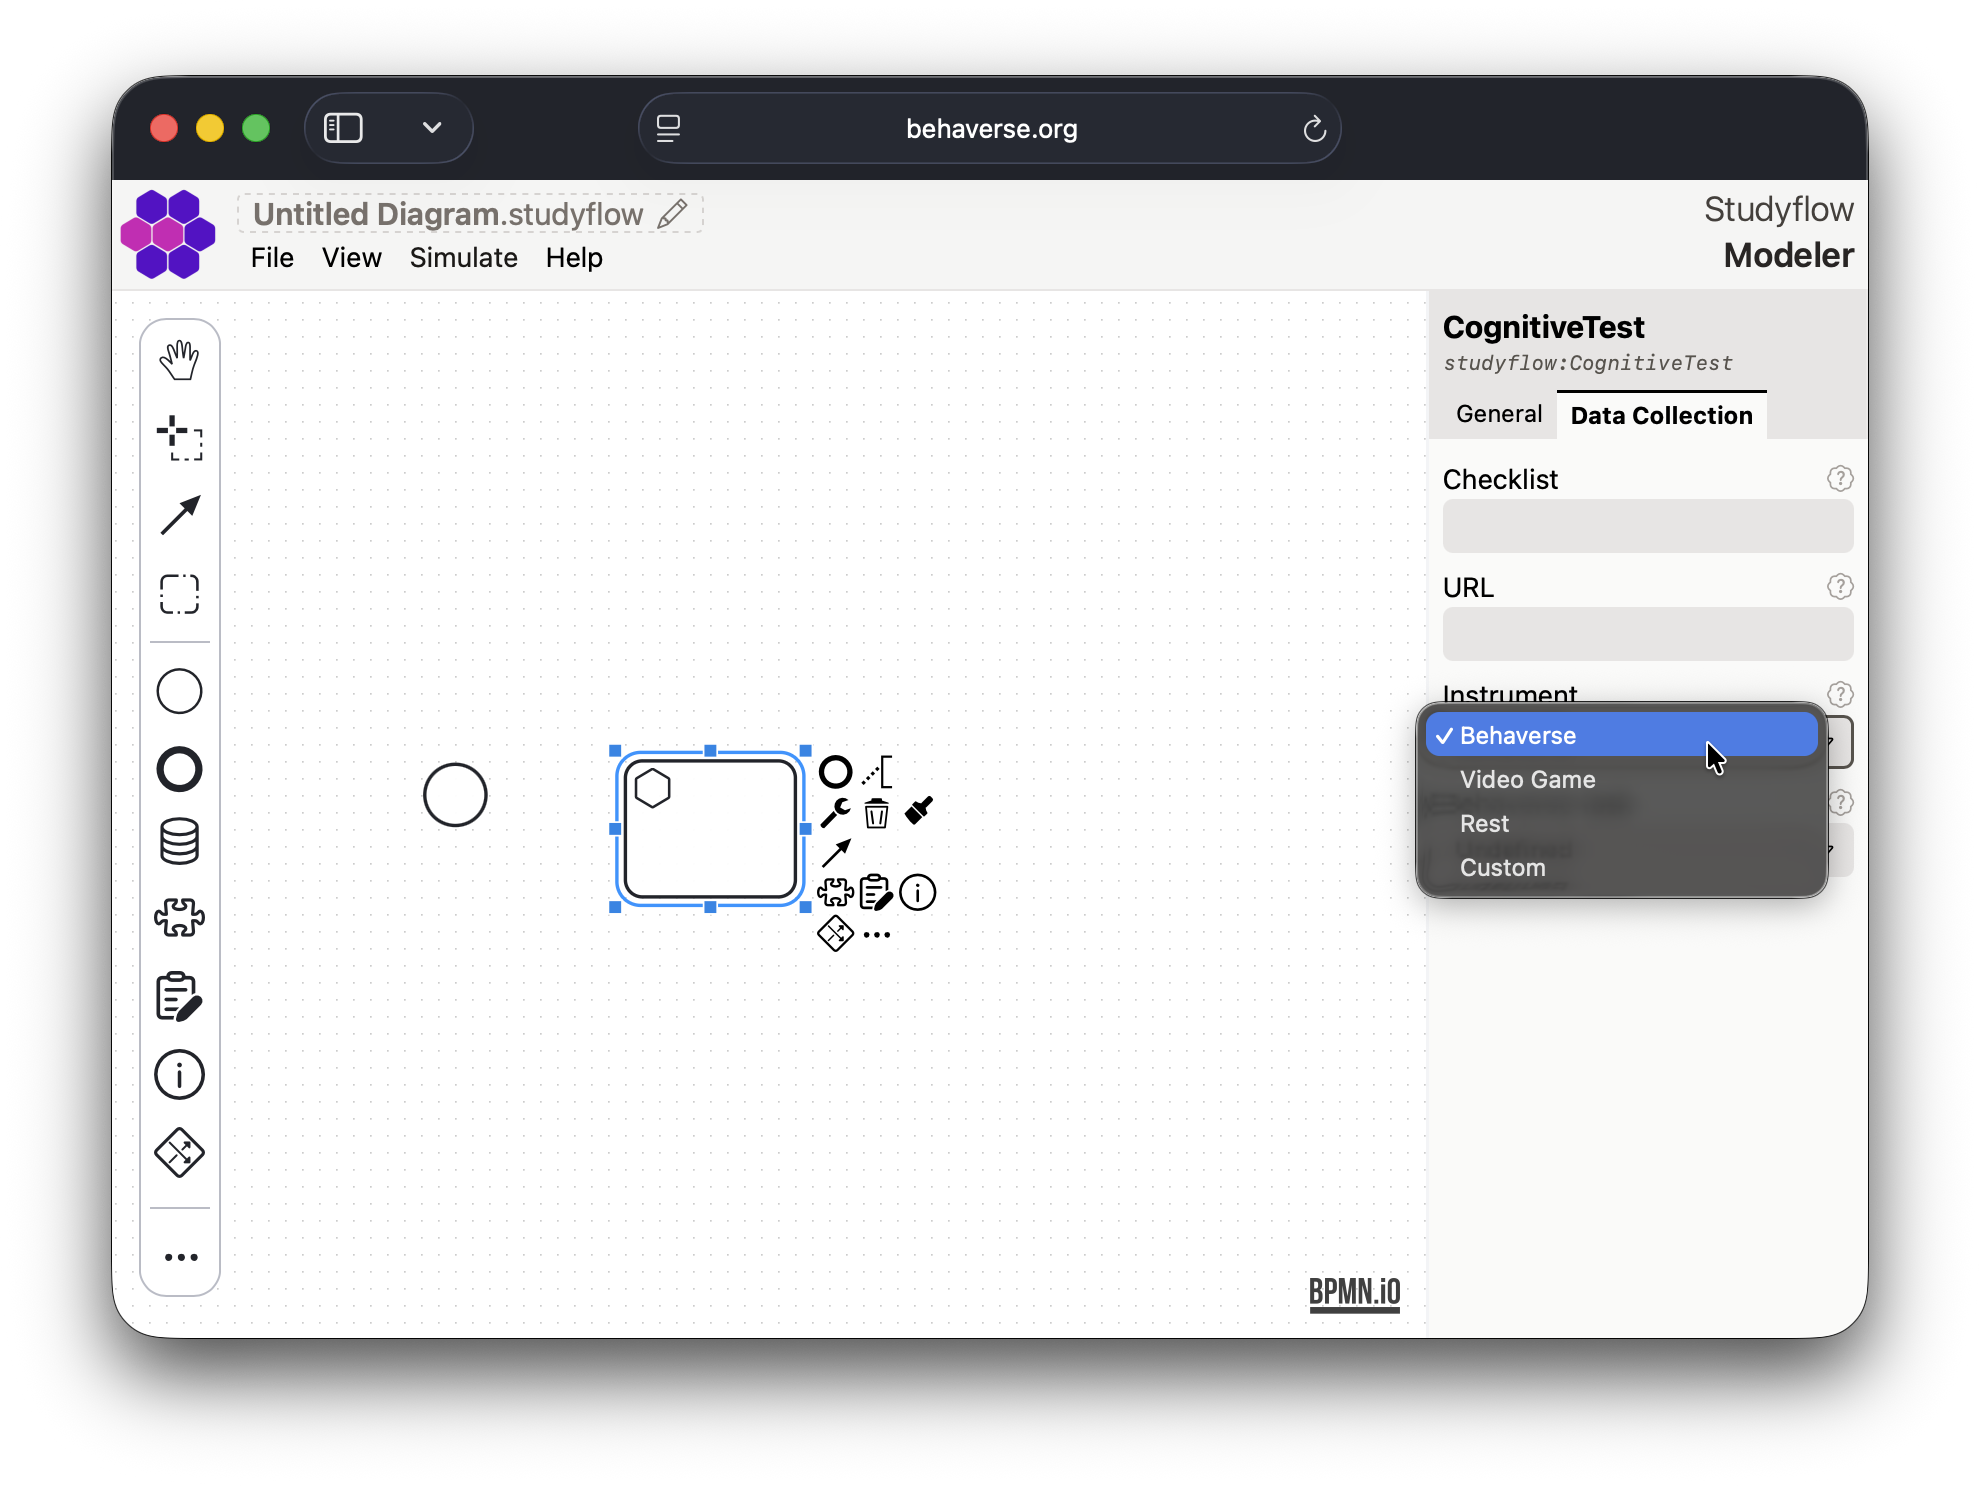 behaverse.org
Untitled Diagram.studyflow
File View Simulate Help
Studyflow
Modeler
CognitiveTest
studyflow:CognitiveTest
General Data Collection
Checklist
URL
Instrument
✓ Behaverse
Video Game
Rest
Custom
BPMN.iO